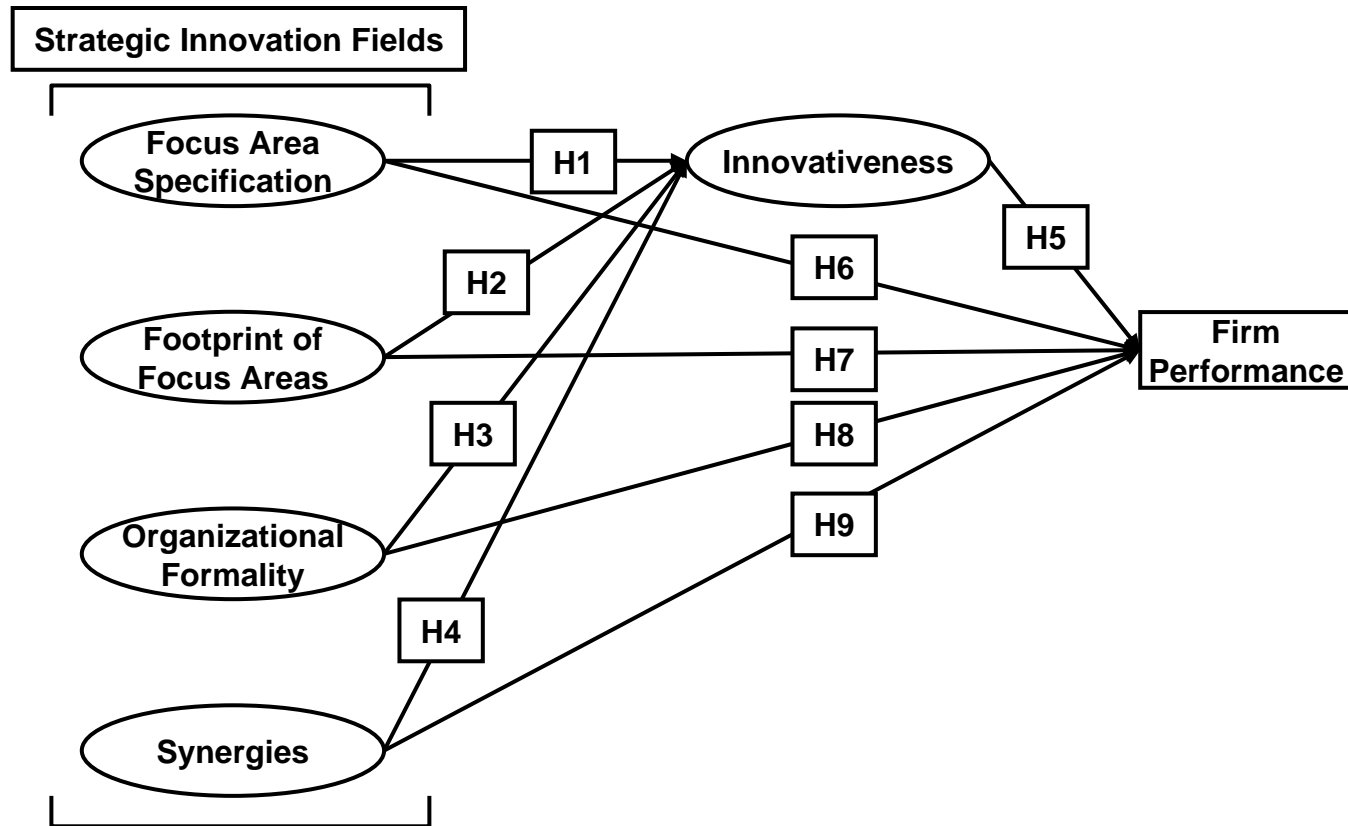 Strategic Innovation Fields
Focus Area
Specification
H1
Innovativeness
H5
H6
H2
Footprint of
Focus Areas
H7
Firm
Performance
H3
H8
H9
Organizational
Formality
H4
Synergies